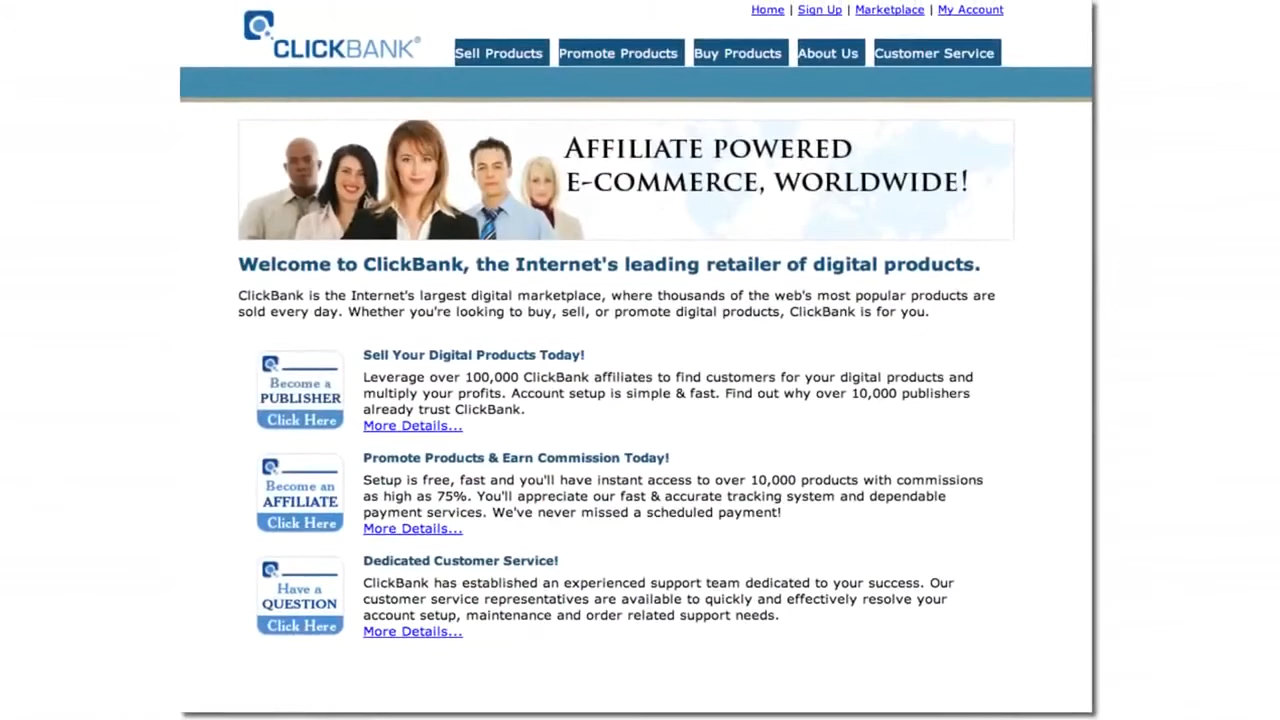 Home | Sign Up | Marketplace | My Account
CLICKBANK®
Sell Products Promote Products Buy Products About Us Customer Service
AFFILIATE POWERED
E-COMMERCE, WORLDWIDE!
Welcome to ClickBank, the Internet's leading retailer of digital products.
ClickBank is the Internet's largest digital marketplace, where thousands of the web's most popular products are
sold every day. Whether you're looking to buy, sell, or promote digital products, ClickBank is for you.
Become a
PUBLISHER
Click Here
Sell Your Digital Products Today!
Leverage over 100,000 ClickBank affiliates to find customers for your digital products and
multiply your profits. Account setup is simple & fast. Find out why over 10,000 publishers
already trust ClickBank.
More Details...
Become an
AFFILIATE
Click Here
Promote Products & Earn Commission Today!
Setup is free, fast and you'll have instant access to over 10,000 products with commissions
as high as 75%. You'll appreciate our fast & accurate tracking system and dependable
payment services. We've never missed a scheduled payment!
More Details...
Have a
QUESTION
Click Here
Dedicated Customer Service!
ClickBank has established an experienced support team dedicated to your success. Our
customer service representatives are available to quickly and effectively resolve your
account setup, maintenance and order related support needs.
More Details...